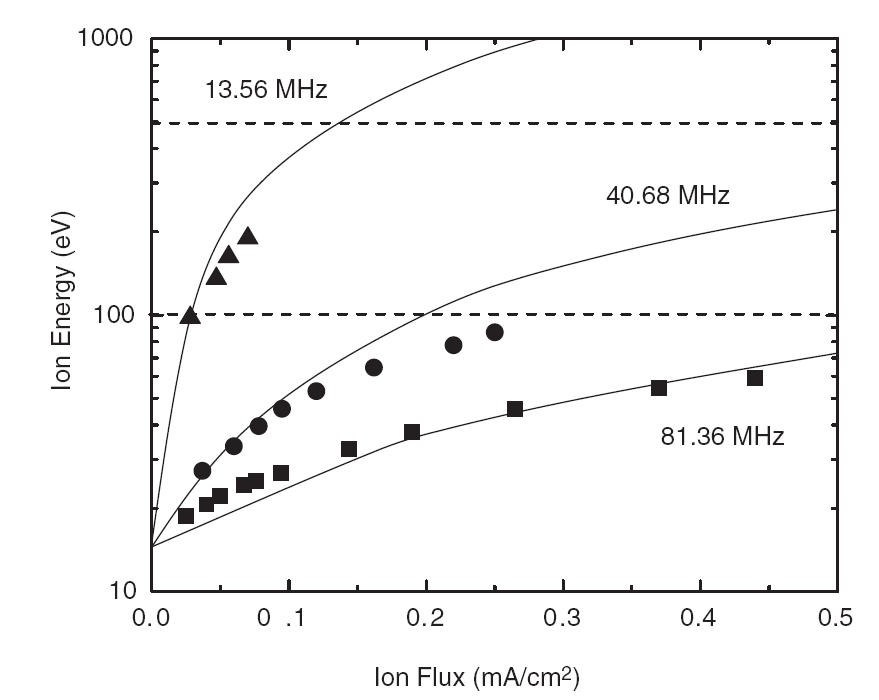 1000
13.56 MHz
40.68 MHz
Ion Energy (eV)
100
81.36 MHz
10
0.0 0 .1 0.2 0.3 0.4 0.5
Ion Flux (mA/cm²)